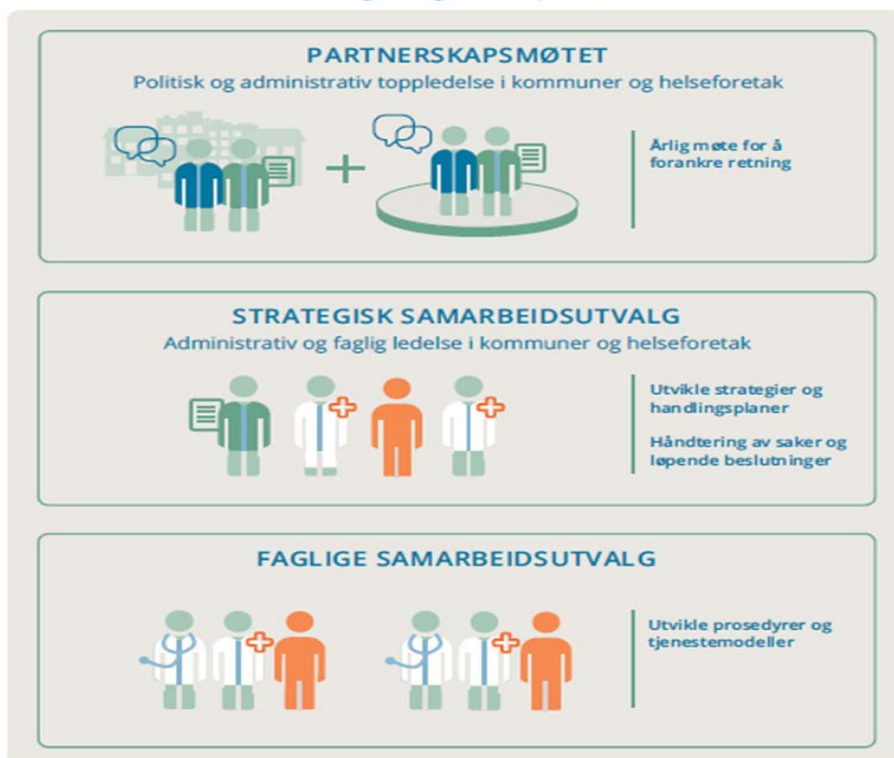 PARTNERSKAPSMØTET
Politisk og administrativ toppledelse i kommuner og helseforetak
Årlig møte for å
forankre retning
STRATEGISK SAMARBEIDSUTVALG
Administrativ og faglig ledelse i kommuner og helseforetak
Utvikle strategier og
handlingsplaner
Håndtering av saker og
løpende beslutninger
FAGLIGE SAMARBEIDSUTVALG
Utvikle prosedyrer og
tjenestemodeller